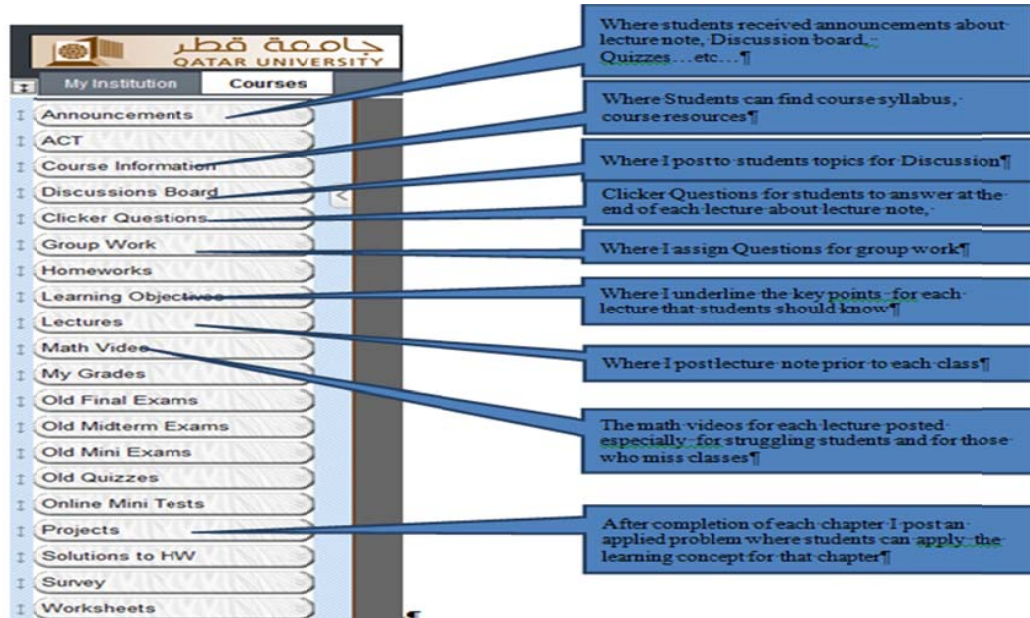 جامعة قطر
QATAR UNIVERSITY
My Institution
Courses
Announcements
ACT
Course Information
Discussions Board
Clicker Questions
Group Work
Homeworks
Learning Objectives
Lectures
Math Video
My Grades
Old Final Exams
Old Midterm Exams
Old Mini Exams
Old Quizzes
Online Mini Tests
Projects
Solutions to HW
Survey
Worksheets
Where students received announcements about
lecture note, Discussion board,
Quizzes…etc…¶
Where Students can find course syllabus,
course resources¶
Where I post to students topics for Discussion¶
Clicker Questions for students to answer at the
end of each lecture about lecture note,
Where I assign Questions for group work¶
Where I underline the key points for each
lecture that students should know¶
Where I post lecture note prior to each class¶
The math videos for each lecture posted
especially for struggling students and for those
who miss classes¶
After completion of each chapter I post an
applied problem where students can apply the
learning concept for that chapter¶
¶